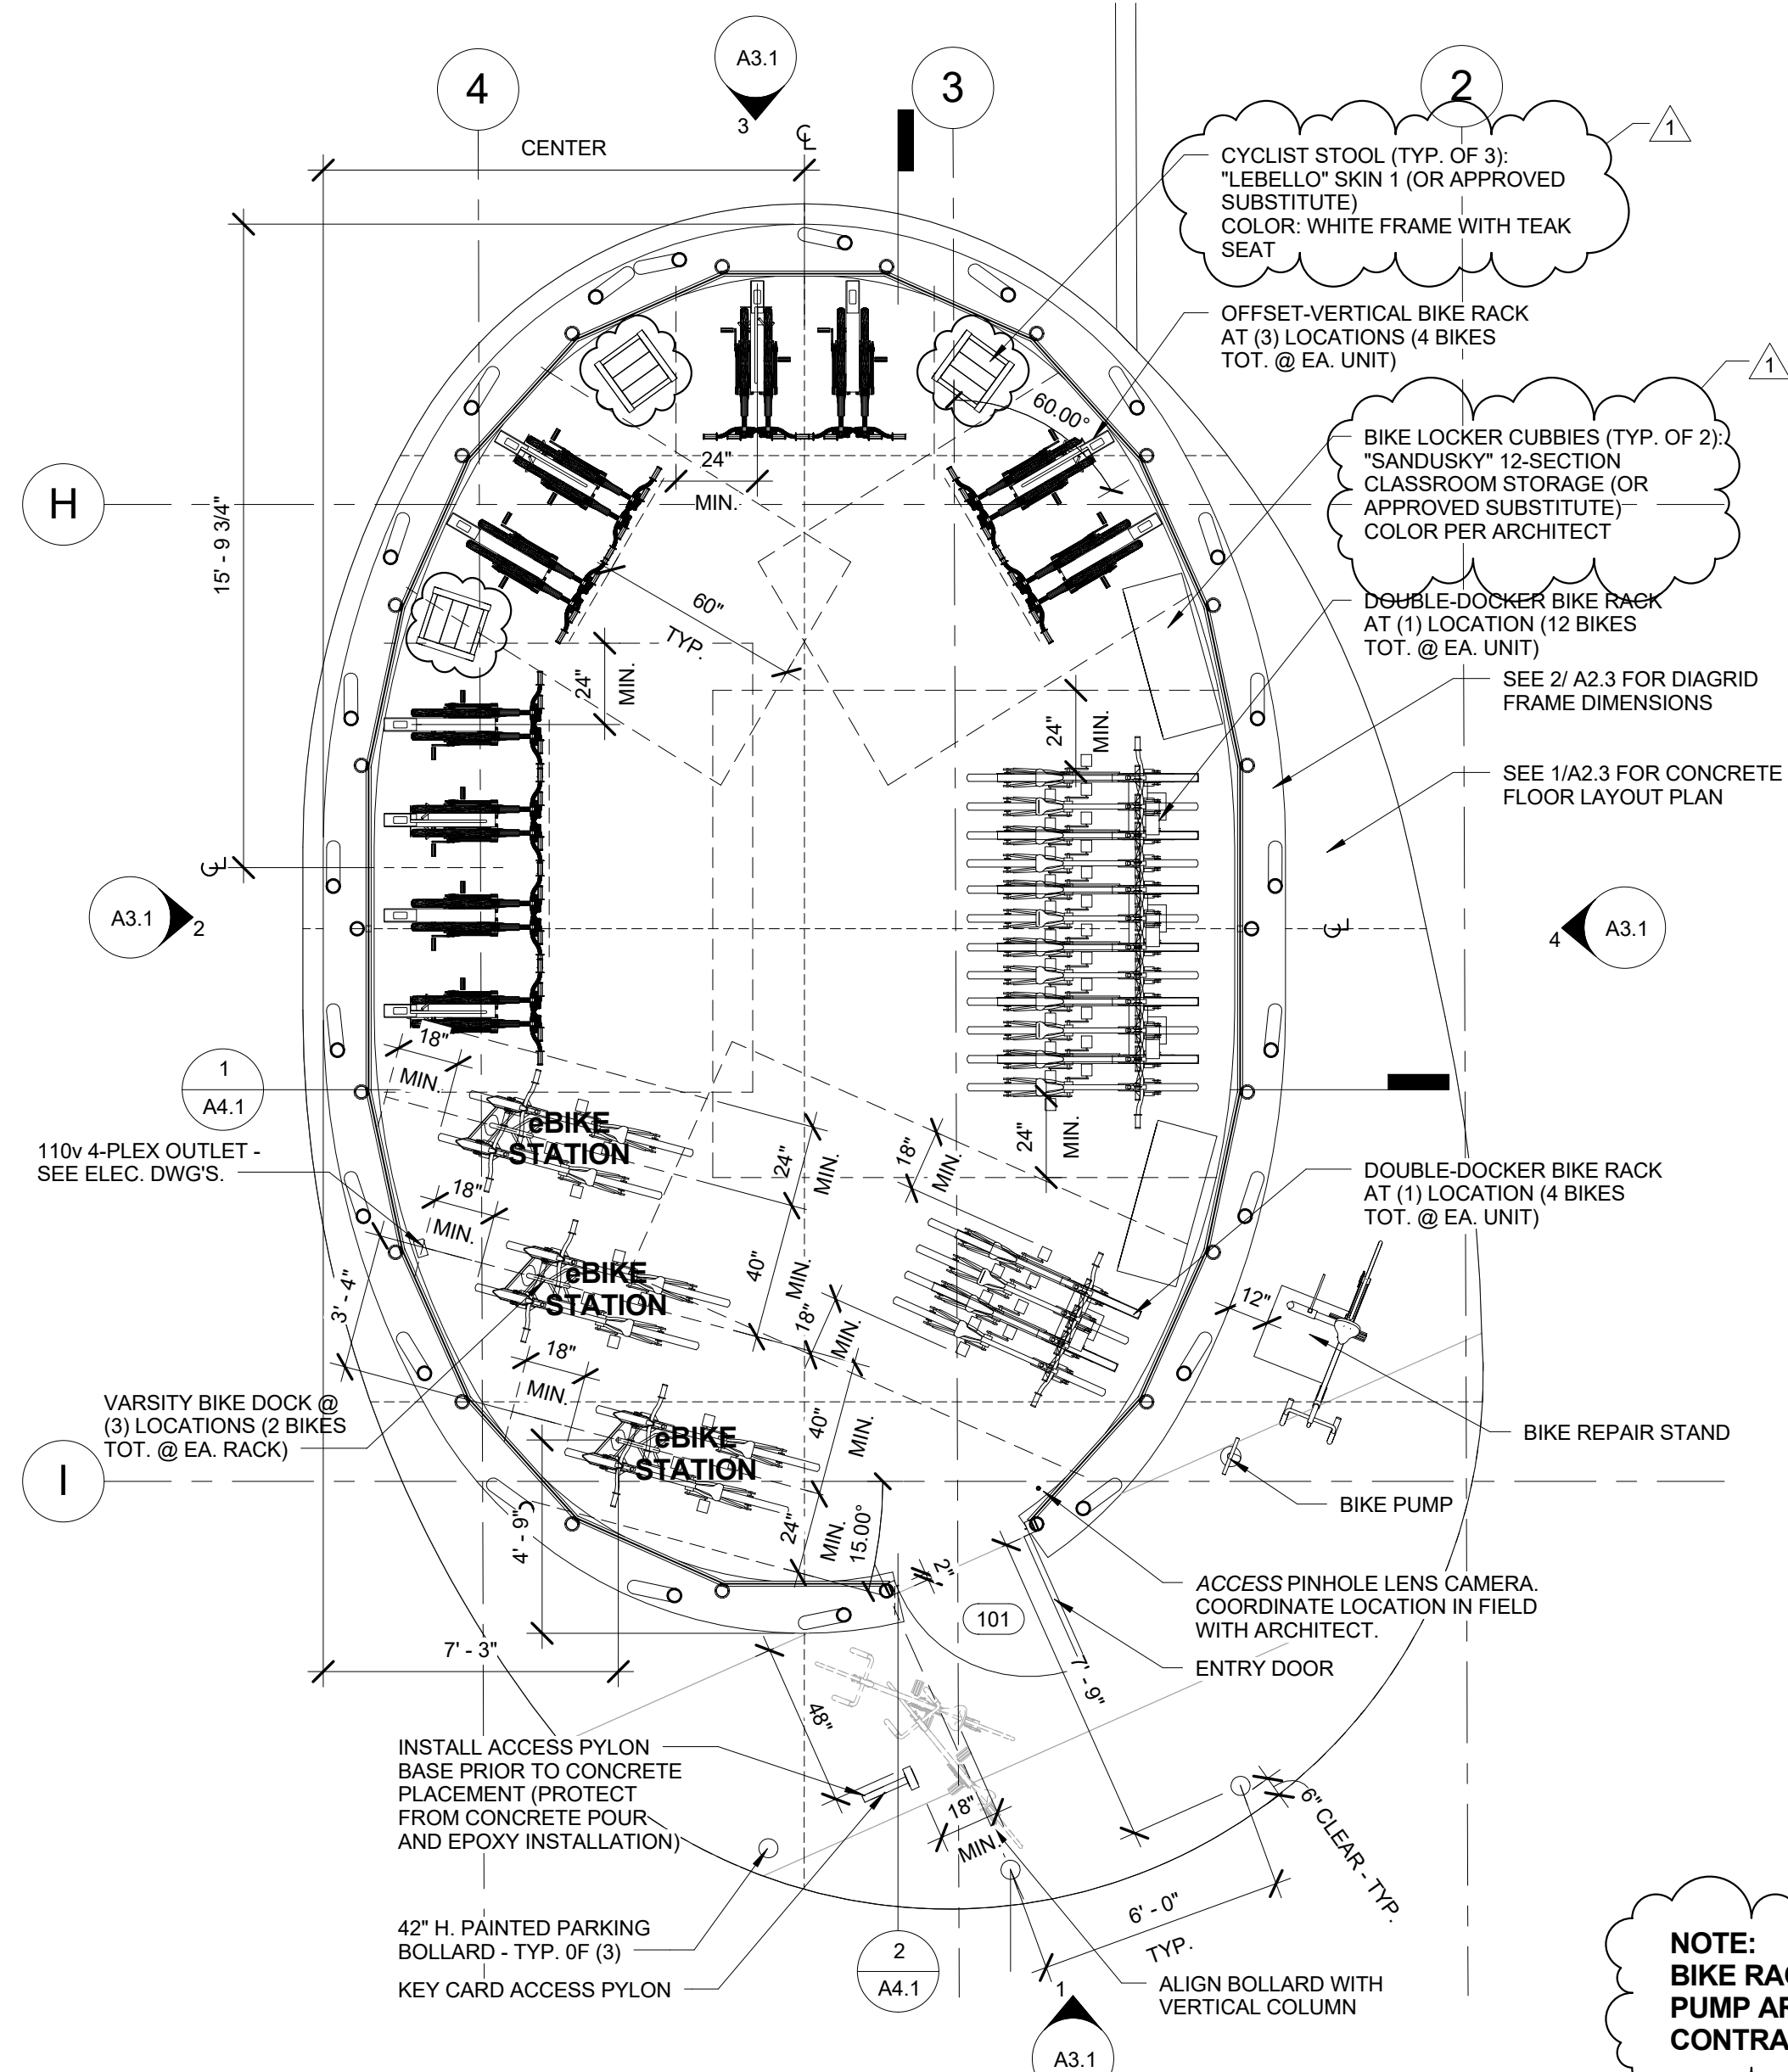 A3.1
3
4
3
2
CENTER
℄
1
CYCLIST STOOL (TYP. OF 3):
"LEBELLO" SKIN 1 (OR APPROVED
SUBSTITUTE)
COLOR: WHITE FRAME WITH TEAK
SEAT
OFFSET-VERTICAL BIKE RACK
AT (3) LOCATIONS (4 BIKES
TOT. @ EA. UNIT)
1
60.00°
BIKE LOCKER CUBBIES (TYP. OF 2):
"SANDUSKY" 12-SECTION
CLASSROOM STORAGE (OR
APPROVED SUBSTITUTE)
COLOR PER ARCHITECT
24"
MIN.
H
15' - 9 3/4"
60"
TYP.
DOUBLE-DOCKER BIKE RACK
AT (1) LOCATION (12 BIKES
TOT. @ EA. UNIT)
24"
MIN.
24"
MIN.
SEE 2/ A2.3 FOR DIAGRID
FRAME DIMENSIONS
SEE 1/A2.3 FOR CONCRETE
FLOOR LAYOUT PLAN
℄
A3.1
2
℄
4
A3.1
18"
MIN.
1
A4.1
eBIKE
STATION
110v 4-PLEX OUTLET -
SEE ELEC. DWG'S.
24"
MIN.
18"
MIN.
24"
MIN.
DOUBLE-DOCKER BIKE RACK
AT (1) LOCATION (4 BIKES
TOT. @ EA. UNIT)
18"
MIN.
40"
MIN.
eBIKE
STATION
3' - 4"
12"
18"
MIN.
18"
MIN.
VARSITY BIKE DOCK @
(3) LOCATIONS (2 BIKES
TOT. @ EA. RACK)
40"
MIN.
eBIKE
STATION
BIKE REPAIR STAND
I
BIKE PUMP
4' - 9"
24"
MIN.
15.00°
2"
ACCESS PINHOLE LENS CAMERA.
COORDINATE LOCATION IN FIELD
WITH ARCHITECT.
101
7' - 3"
ENTRY DOOR
7' - 9"
48"
INSTALL ACCESS PYLON
BASE PRIOR TO CONCRETE
PLACEMENT (PROTECT
FROM CONCRETE POUR
AND EPOXY INSTALLATION)
18"
MIN.
6" CLEAR - TYP.
6' - 0"
TYP.
42" H. PAINTED PARKING
BOLLARD - TYP. 0F (3)
KEY CARD ACCESS PYLON
2
A4.1
ALIGN BOLLARD WITH
VERTICAL COLUMN
1
A3.1
NOTE:
BIKE RAC
PUMP AR
CONTRA